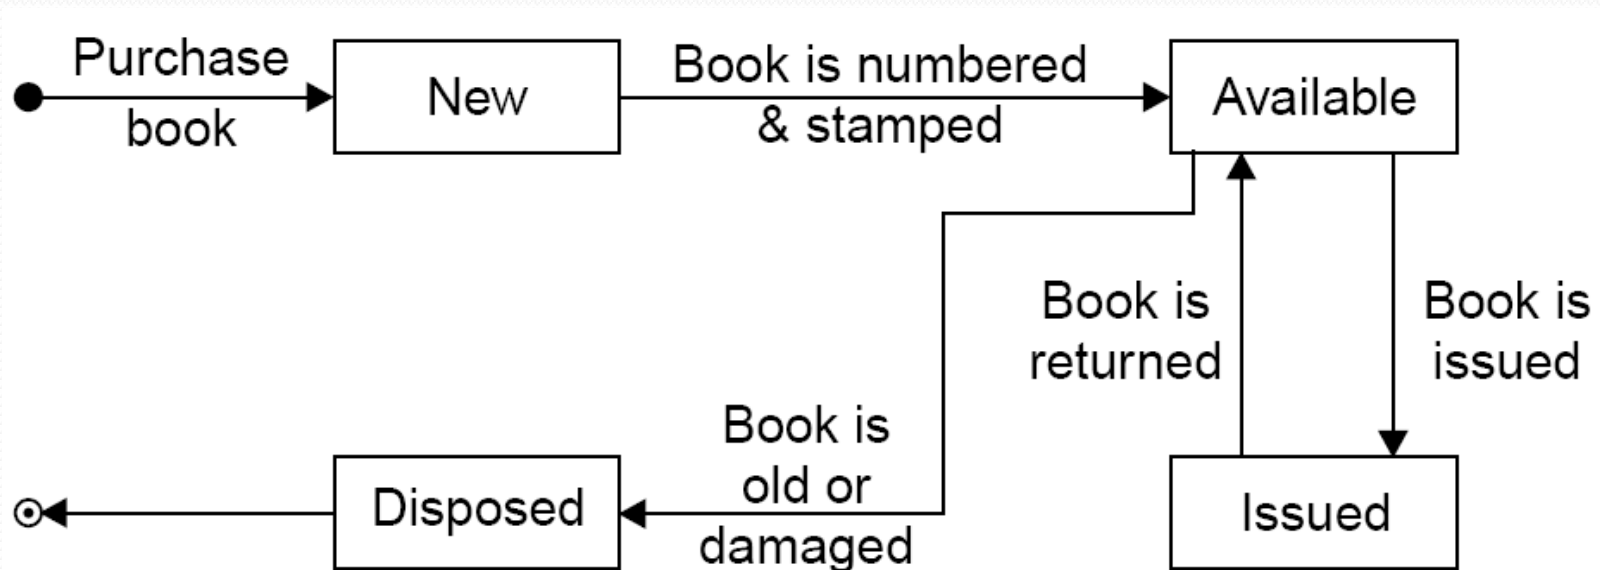 Purchase
book
New
Book is numbered
& stamped
Available
Book is
returned
Book is
issued
Book is
old or
damaged
Disposed
Issued